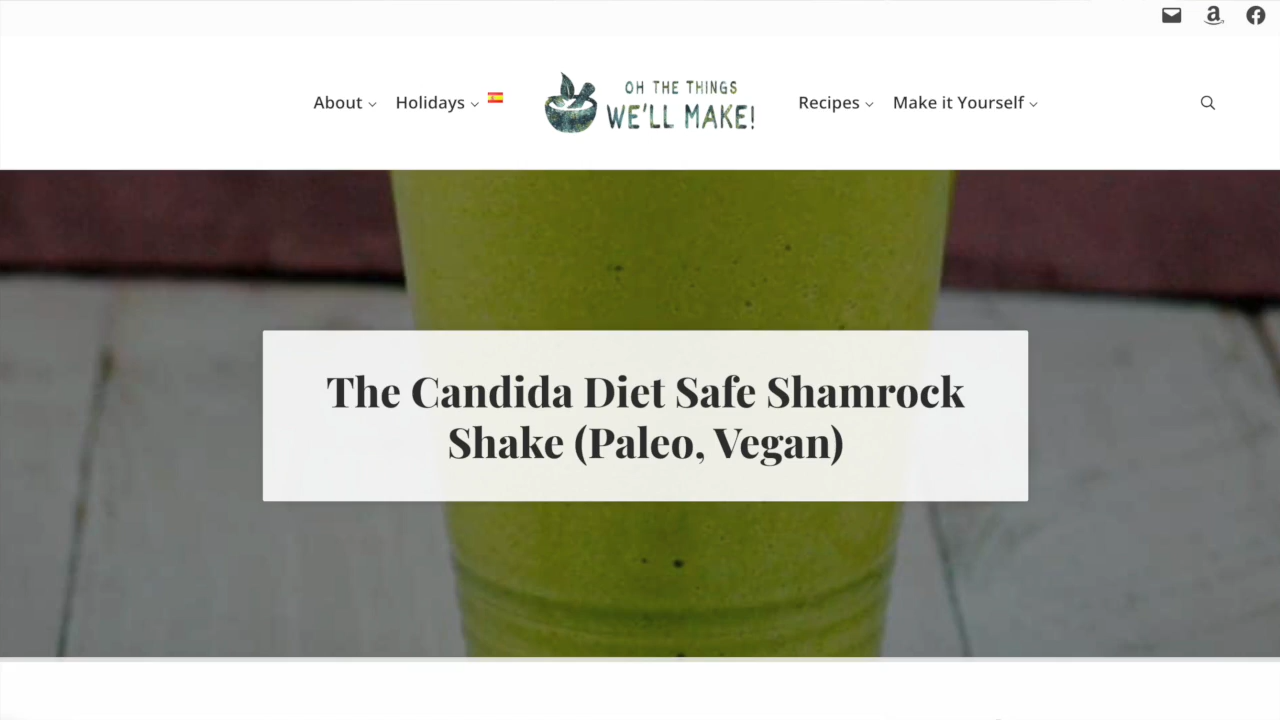 About
Holidays
OH THE THINGS
WE'LL MAKE!
Recipes
Make it Yourself
The Candida Diet Safe Shamrock
Shake (Paleo, Vegan)